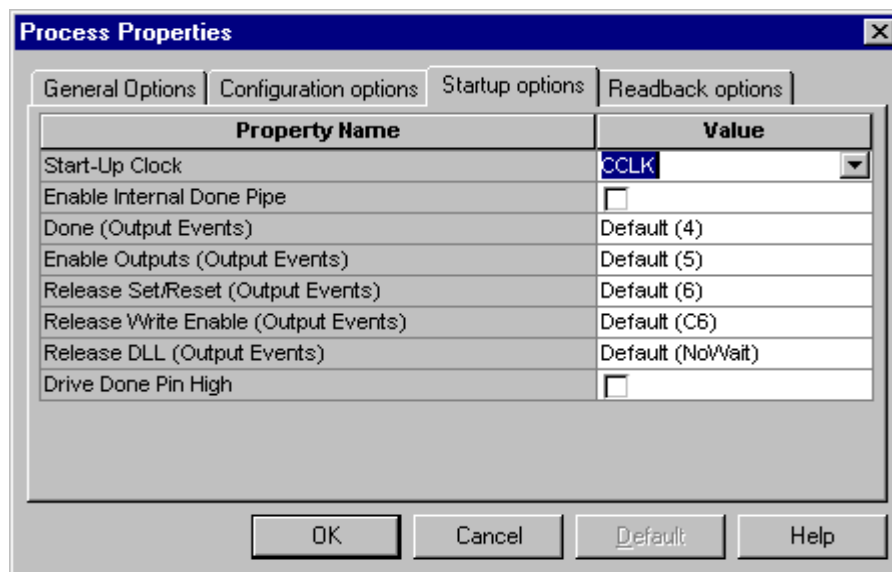 Process Properties
General Options Configuration options Startup options Readback options
Property Name Value
Start-Up Clock CCLK
Enable Internal Done Pipe
Done (Output Events) Default (4)
Enable Outputs (Output Events) Default (5)
Release Set/Reset (Output Events) Default (6)
Release Write Enable (Output Events) Default (C6)
Release DLL (Output Events) Default (NoWait)
Drive Done Pin High
OK Cancel Default Help